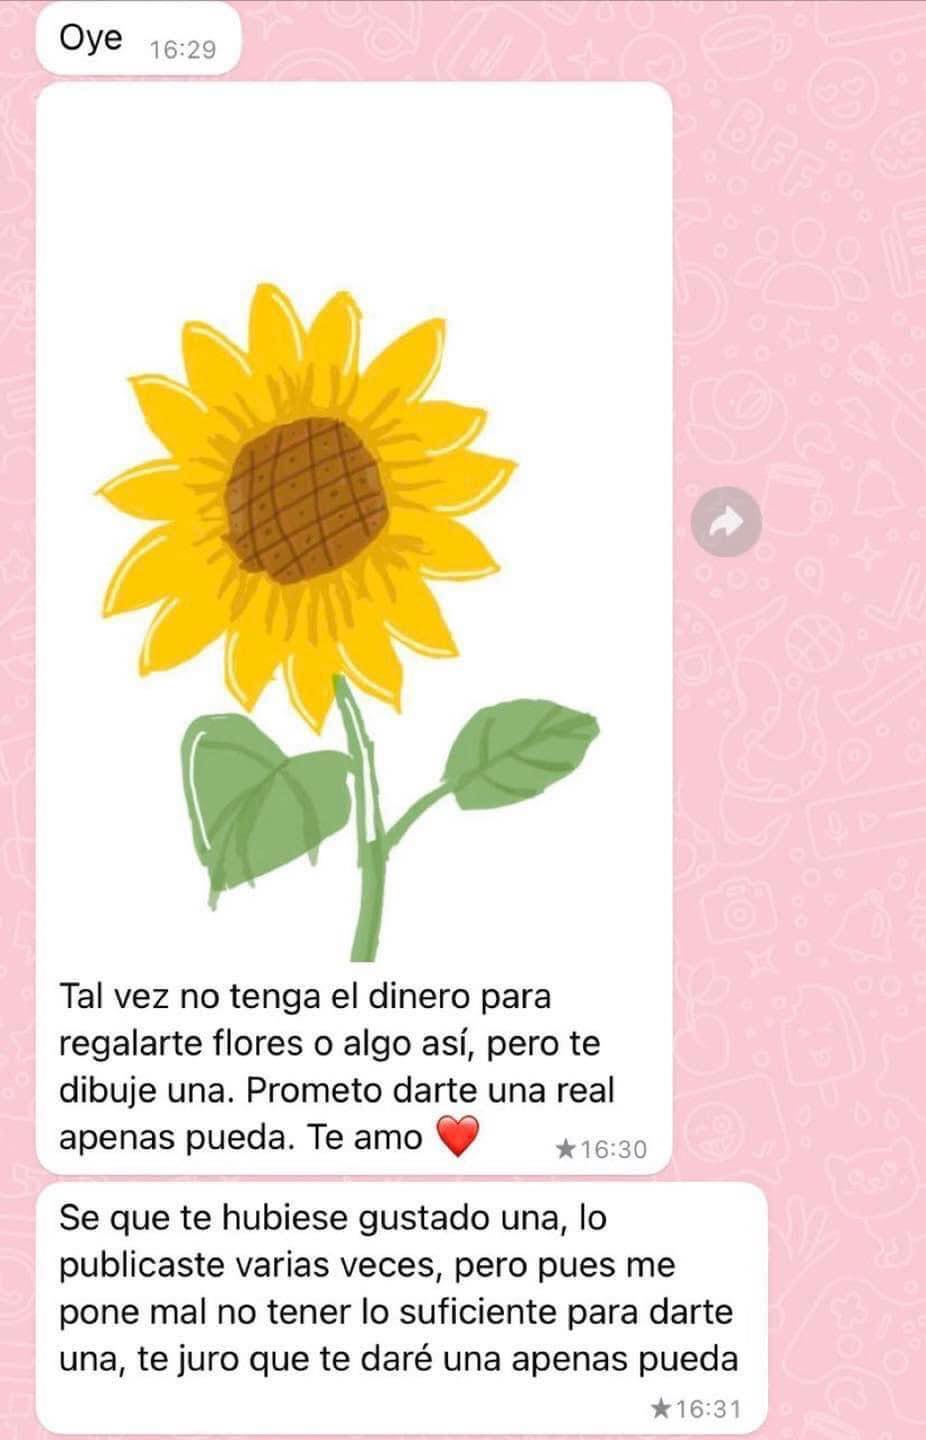 Oye 16:29
Tal vez no tenga el dinero para
regalarte flores o algo así, pero te
dibuje una. Prometo darte una real
apenas pueda. Te amo ❤️ ★16:30
Se que te hubiese gustado una, lo
publicaste varias veces, pero pues me
pone mal no tener lo suficiente para darte
una, te juro que te daré una apenas pueda
★16:31
BFF